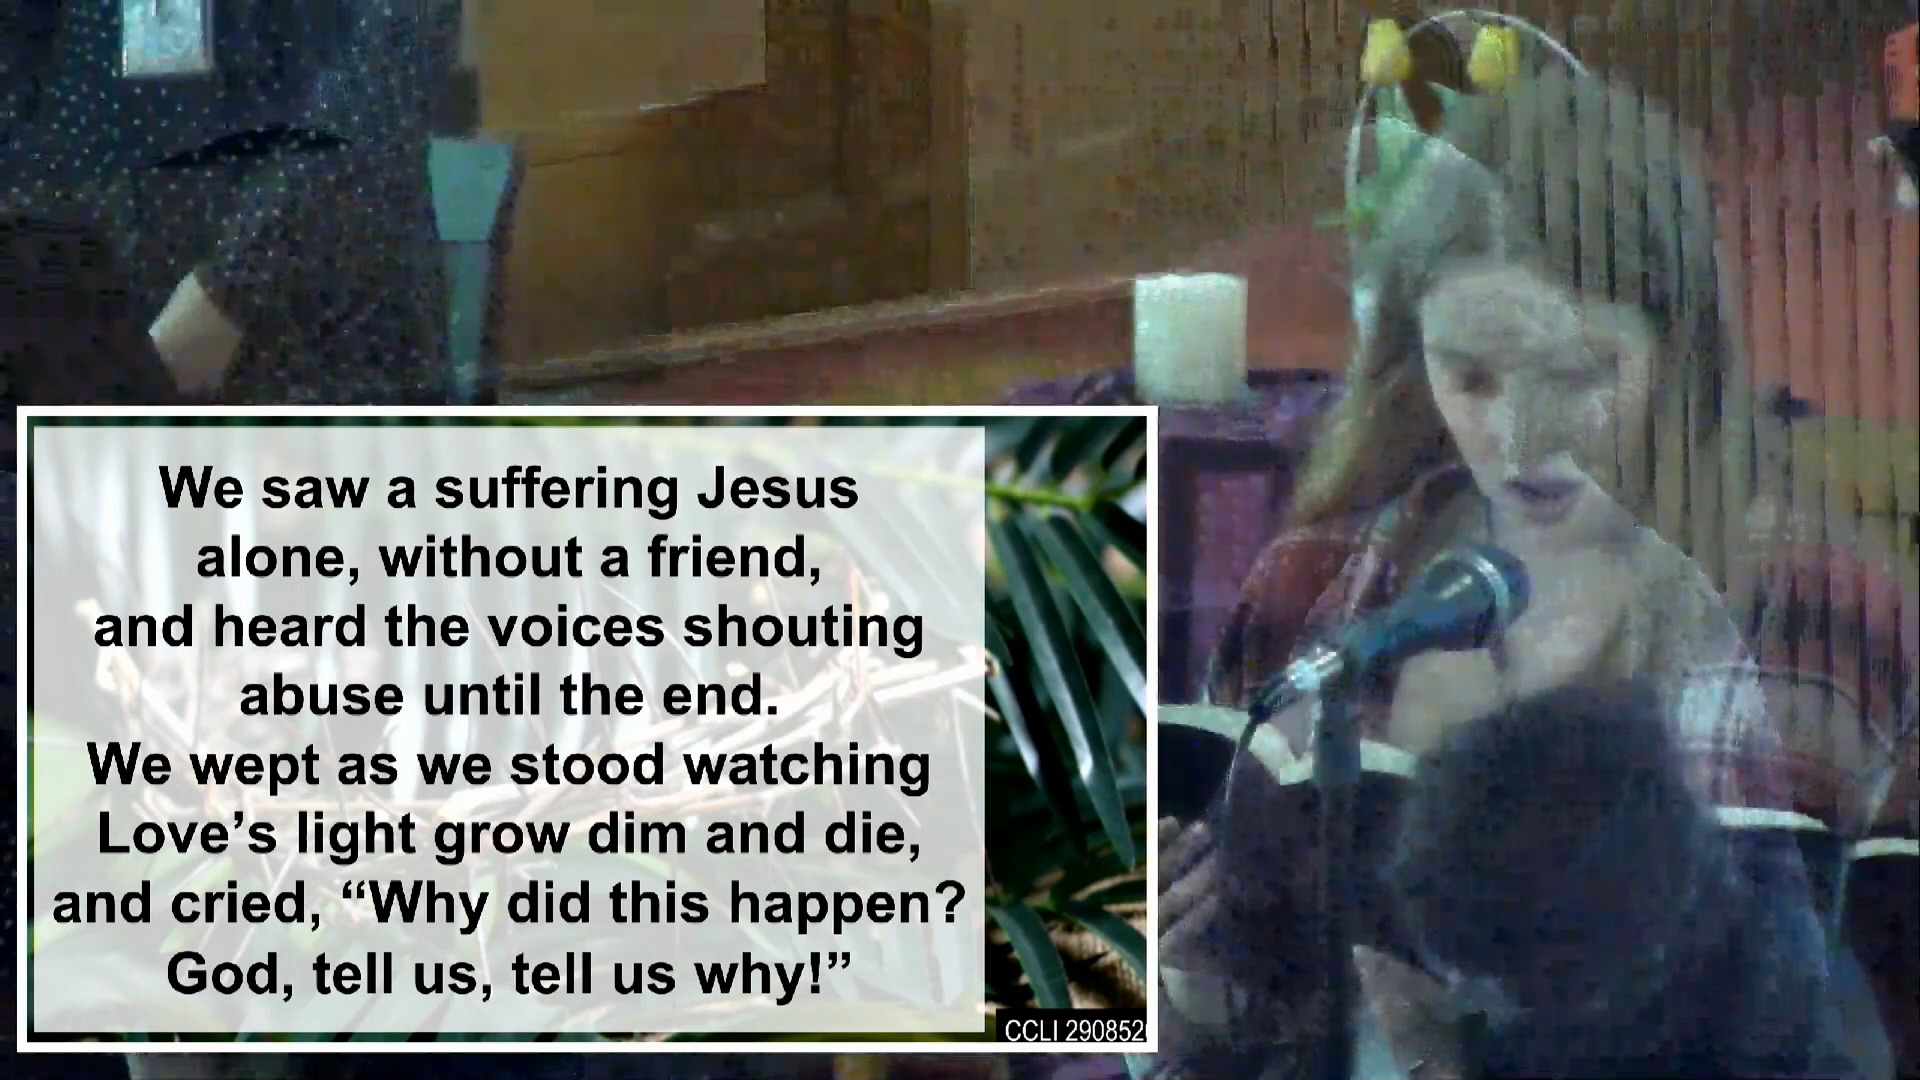 We saw a suffering Jesus
alone, without a friend,
and heard the voices shouting
abuse until the end.
We wept as we stood watching
Love’s light grow dim and die,
and cried, “Why did this happen?
God, tell us, tell us why!”
CCLI 290852